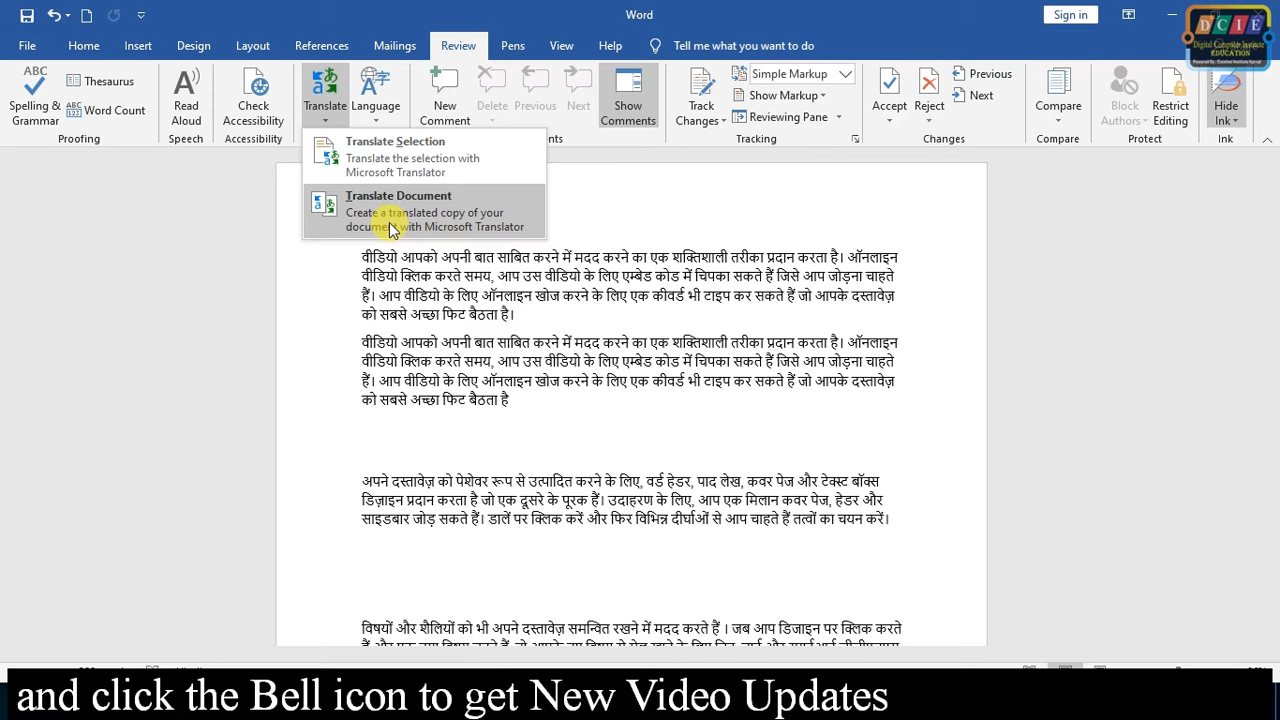 Word
Sign in
DCIE
Digital Computer Institute
EDUCATION
File Home Insert Design Layout References Mailings Review Pens View Help Tell me what you want to do
ABC
Spelling & Grammar
Thesaurus
ABC
123
Word Count
Proofing
Read Aloud
Speech
Check Accessibility
Accessibility
Translate
Language
New Comment
Delete
Previous
Next
Show Comments
Track Changes
Simple Markup
Show Markup
Reviewing Pane
Tracking
Accept
Reject
Previous
Next
Changes
Compare
Compare
Block Authors
Restrict Editing
Hide Ink
Ink
Translate Selection
Translate the selection with
Microsoft Translator
Translate Document
Create a translated copy of your
document with Microsoft Translator
वीडियो आपको अपनी बात साबित करने में मदद करने का एक शक्तिशाली तरीका प्रदान करता है। ऑनलाइन
वीडियो क्लिक करते समय, आप उस वीडियो के लिए एम्बेड कोड में चिपका सकते हैं जिसे आप जोड़ना चाहते
हैं। आप वीडियो के लिए ऑनलाइन खोज करने के लिए एक कीवर्ड भी टाइप कर सकते हैं जो आपके दस्तावेज़
को सबसे अच्छा फिट बैठता है।
वीडियो आपको अपनी बात साबित करने में मदद करने का एक शक्तिशाली तरीका प्रदान करता है। ऑनलाइन
वीडियो क्लिक करते समय, आप उस वीडियो के लिए एम्बेड कोड में चिपका सकते हैं जिसे आप जोड़ना चाहते
हैं। आप वीडियो के लिए ऑनलाइन खोज करने के लिए एक कीवर्ड भी टाइप कर सकते हैं जो आपके दस्तावेज़
को सबसे अच्छा फिट बैठता है
अपने दस्तावेज़ को पेशेवर रूप से उत्पादित करने के लिए, वर्ड हेडर, पाद लेख, कवर पेज और टेक्स्ट बॉक्स
डिज़ाइन प्रदान करता है जो एक दूसरे के पूरक हैं। उदाहरण के लिए, आप एक मिलान कवर पेज, हेडर और
साइडबार जोड़ सकते हैं। डालें पर क्लिक करें और फिर विभिन्न दीर्घाओं से आप चाहते हैं तत्वों का चयन करें।
विषयों और शैलियों को भी अपने दस्तावेज़ समन्वित रखने में मदद करते हैं । जब आप डिजाइन पर क्लिक करते
and click the Bell icon to get New Video Updates